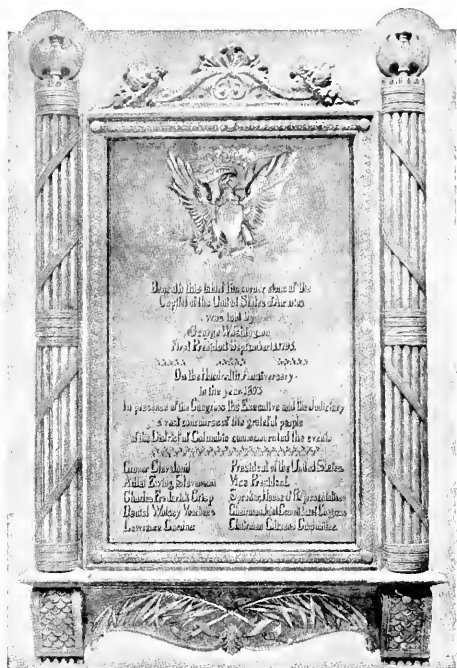 Beneath this tablet the corner stone of the
Capitol of the United States of America
was laid by
George Washington
First President September 18, 1793.
On the Hundredth Anniversary
in the year 1893
In presence of the Congress the Executive and the Judiciary
a vast concourse of the grateful people
of the District of Columbia commemorated the event
Grover Cleveland President of the United States
Adlai Ewing Stevenson Vice President
Charles Frederick Crisp Speaker, House of Representatives
Daniel Wolsey Voorhees Chairman Joint Com. of Congress
Lawrence Gardner Chairman Citizens Committee